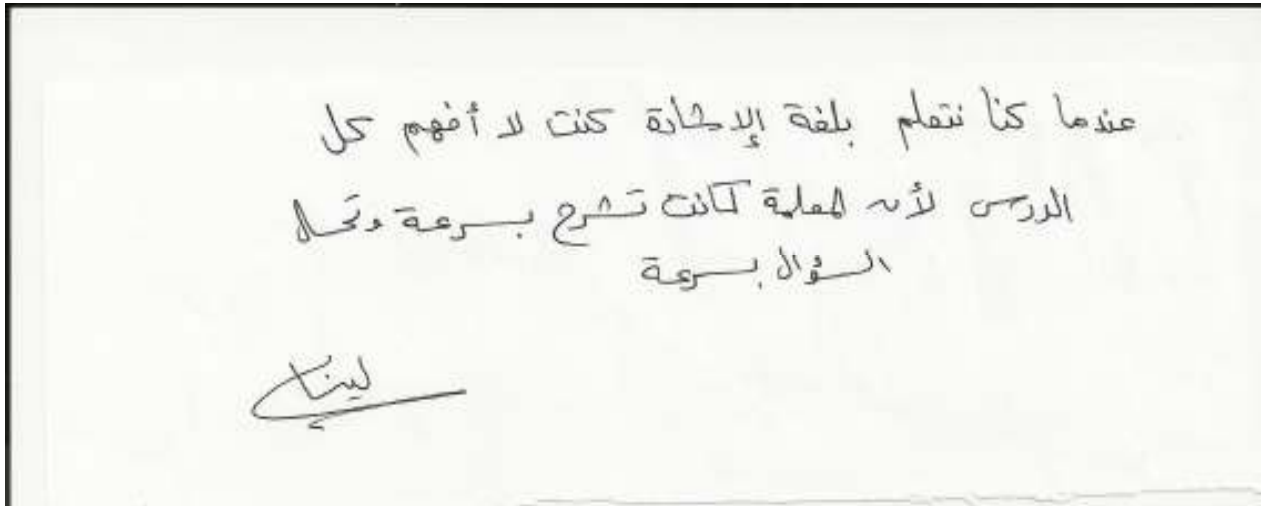 عندما كنا نتعلم بلغة الإشارة كنت لا أفهم كل
الدرس لأن المعلمة كانت تشرح بسرعة وتحل
السؤال بسرعة
لينا